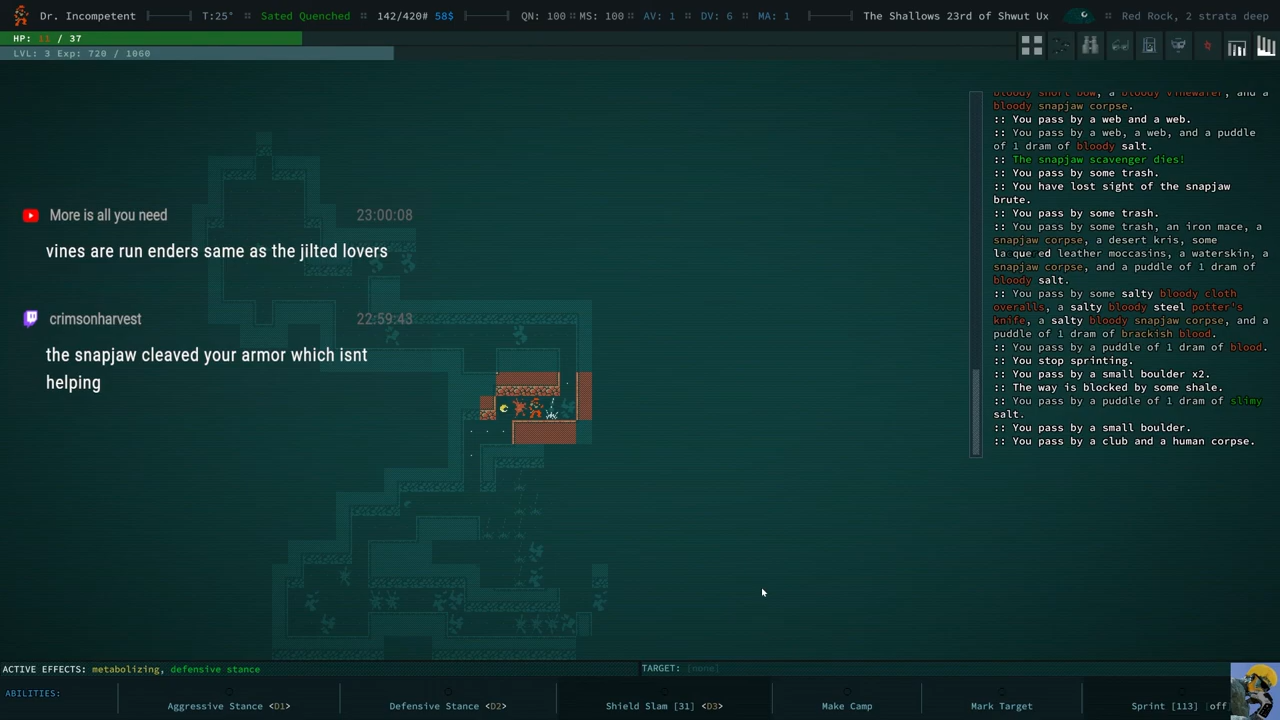 Dr. Incompetent T:25° Sated Quenched 142/420# 58$ QN: 100 MS: 100 AV: 1 DV: 6 MA: 1 The Shallows 23rd of Shwut Ux Red Rock, 2 strata deep
HP: 11 / 37
LVL: 3 Exp: 720 / 1060
bloody short bow, a bloody vinewafer, and a
bloody snapjaw corpse.
:: You pass by a web and a web.
:: You pass by a web, a web, and a puddle
of 1 dram of bloody salt.
:: The snapjaw scavenger dies!
:: You pass by some trash.
:: You have lost sight of the snapjaw
brute.
:: You pass by some trash.
:: You pass by some trash, an iron mace, a
snapjaw corpse, a desert kris, some
lacquered leather moccasins, a waterskin, a
snapjaw corpse, and a puddle of 1 dram of
bloody salt.
:: You pass by some salty bloody cloth
overalls, a salty bloody steel potter's
knife, a salty bloody snapjaw corpse, and a
puddle of 1 dram of brackish blood.
:: You pass by a puddle of 1 dram of blood.
:: You stop sprinting.
:: You pass by a small boulder x2.
:: The way is blocked by some shale.
:: You pass by a puddle of 1 dram of slimy
salt.
:: You pass by a small boulder.
:: You pass by a club and a human corpse.
More is all you need 23:00:08
vines are run enders same as the jilted lovers
crimsonharvest 22:59:43
the snapjaw cleaved your armor which isnt
helping
ACTIVE EFFECTS: metabolizing, defensive stance TARGET: [none]
ABILITIES: Aggressive Stance <D1> Defensive Stance <D2> Shield Slam [31] <D3> Make Camp Mark Target Sprint [113] off